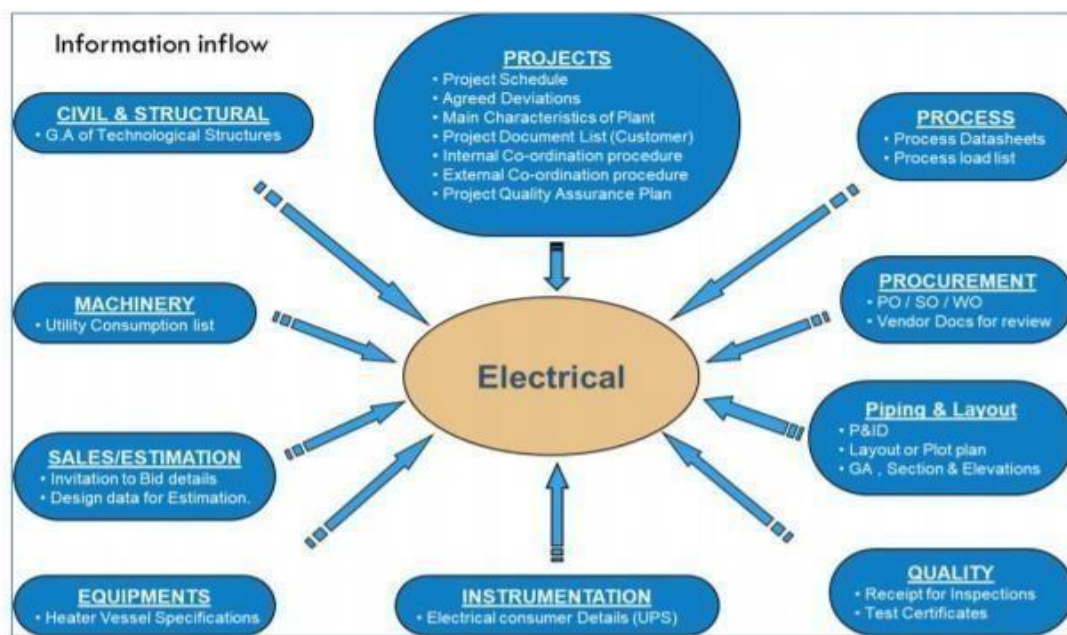 Information inflow
PROJECTS
• Project Schedule
• Agreed Deviations
• Main Characteristics of Plant
• Project Document List (Customer)
• Internal Co-ordination procedure
• External Co-ordination procedure
• Project Quality Assurance Plan
CIVIL & STRUCTURAL
• G.A of Technological Structures
PROCESS
• Process Datasheets
• Process load list
MACHINERY
• Utility Consumption list
PROCUREMENT
• PO / SO / WO
• Vendor Docs for review
Electrical
Piping & Layout
• P&ID
• Layout or Plot plan
• GA , Section & Elevations
SALES/ESTIMATION
• Invitation to Bid details
• Design data for Estimation.
EQUIPMENTS
• Heater Vessel Specifications
INSTRUMENTATION
• Electrical consumer Details (UPS)
QUALITY
• Receipt for Inspections
• Test Certificates